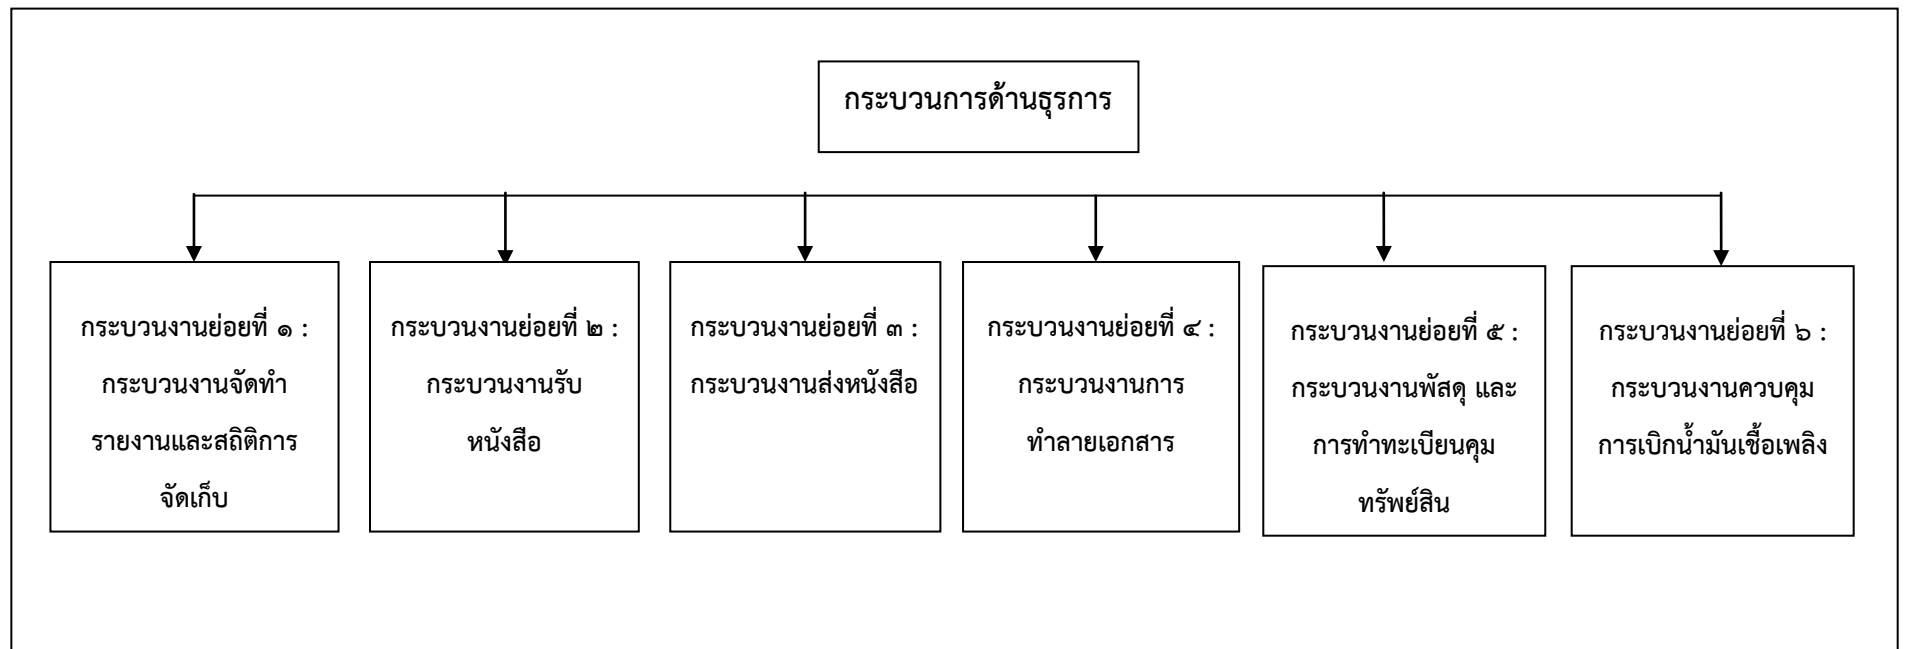 กระบวนการด้านธุรการ
กระบวนงานย่อยที่ ๑ :
กระบวนงานจัดทำ
รายงานและสถิติการ
จัดเก็บ
กระบวนงานย่อยที่ ๒ :
กระบวนงานรับ
หนังสือ
กระบวนงานย่อยที่ ๓ :
กระบวนงานส่งหนังสือ
กระบวนงานย่อยที่ ๔ :
กระบวนงานการ
ทำลายเอกสาร
กระบวนงานย่อยที่ ๕ :
กระบวนงานพัสดุ และ
การทำทะเบียนคุม
ทรัพย์สิน
กระบวนงานย่อยที่ ๖ :
กระบวนงานควบคุม
การเบิกน้ำมันเชื้อเพลิง